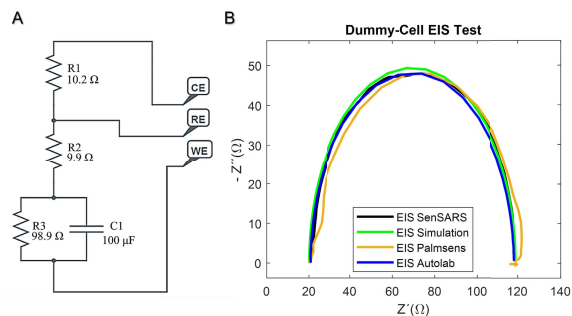 A
R1
10.2 Ω
CE
RE
R2
9.9 Ω
WE
R3
98.9 Ω
C1
100 µF
B
Dummy-Cell EIS Test
- Z″(Ω)
50
40
30
20
10
0
EIS SenSARS
EIS Simulation
EIS Palmsens
EIS Autolab
0 20 40 60 80 100 120 140
Z′(Ω)